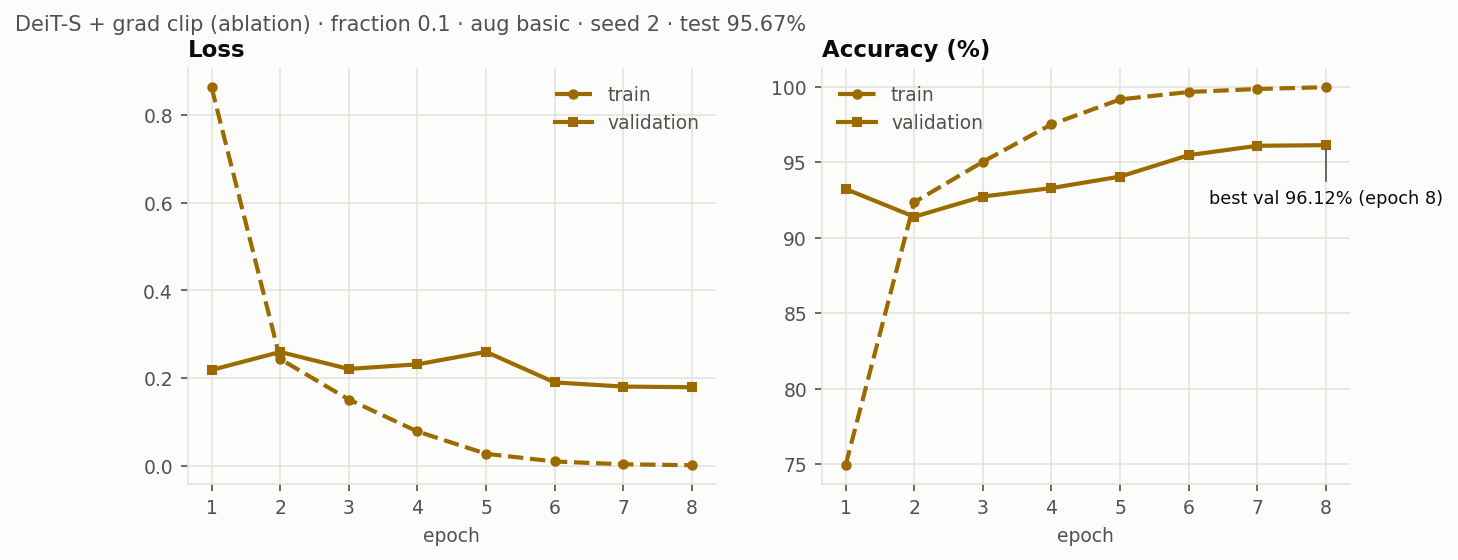 DeiT-S + grad clip (ablation) · fraction 0.1 · aug basic · seed 2 · test 95.67%
Loss
train
validation
0.8
0.6
0.4
0.2
0.0
1 2 3 4 5 6 7 8
epoch
Accuracy (%)
train
validation
100
95
90
85
80
75
best val 96.12% (epoch 8)
1 2 3 4 5 6 7 8
epoch